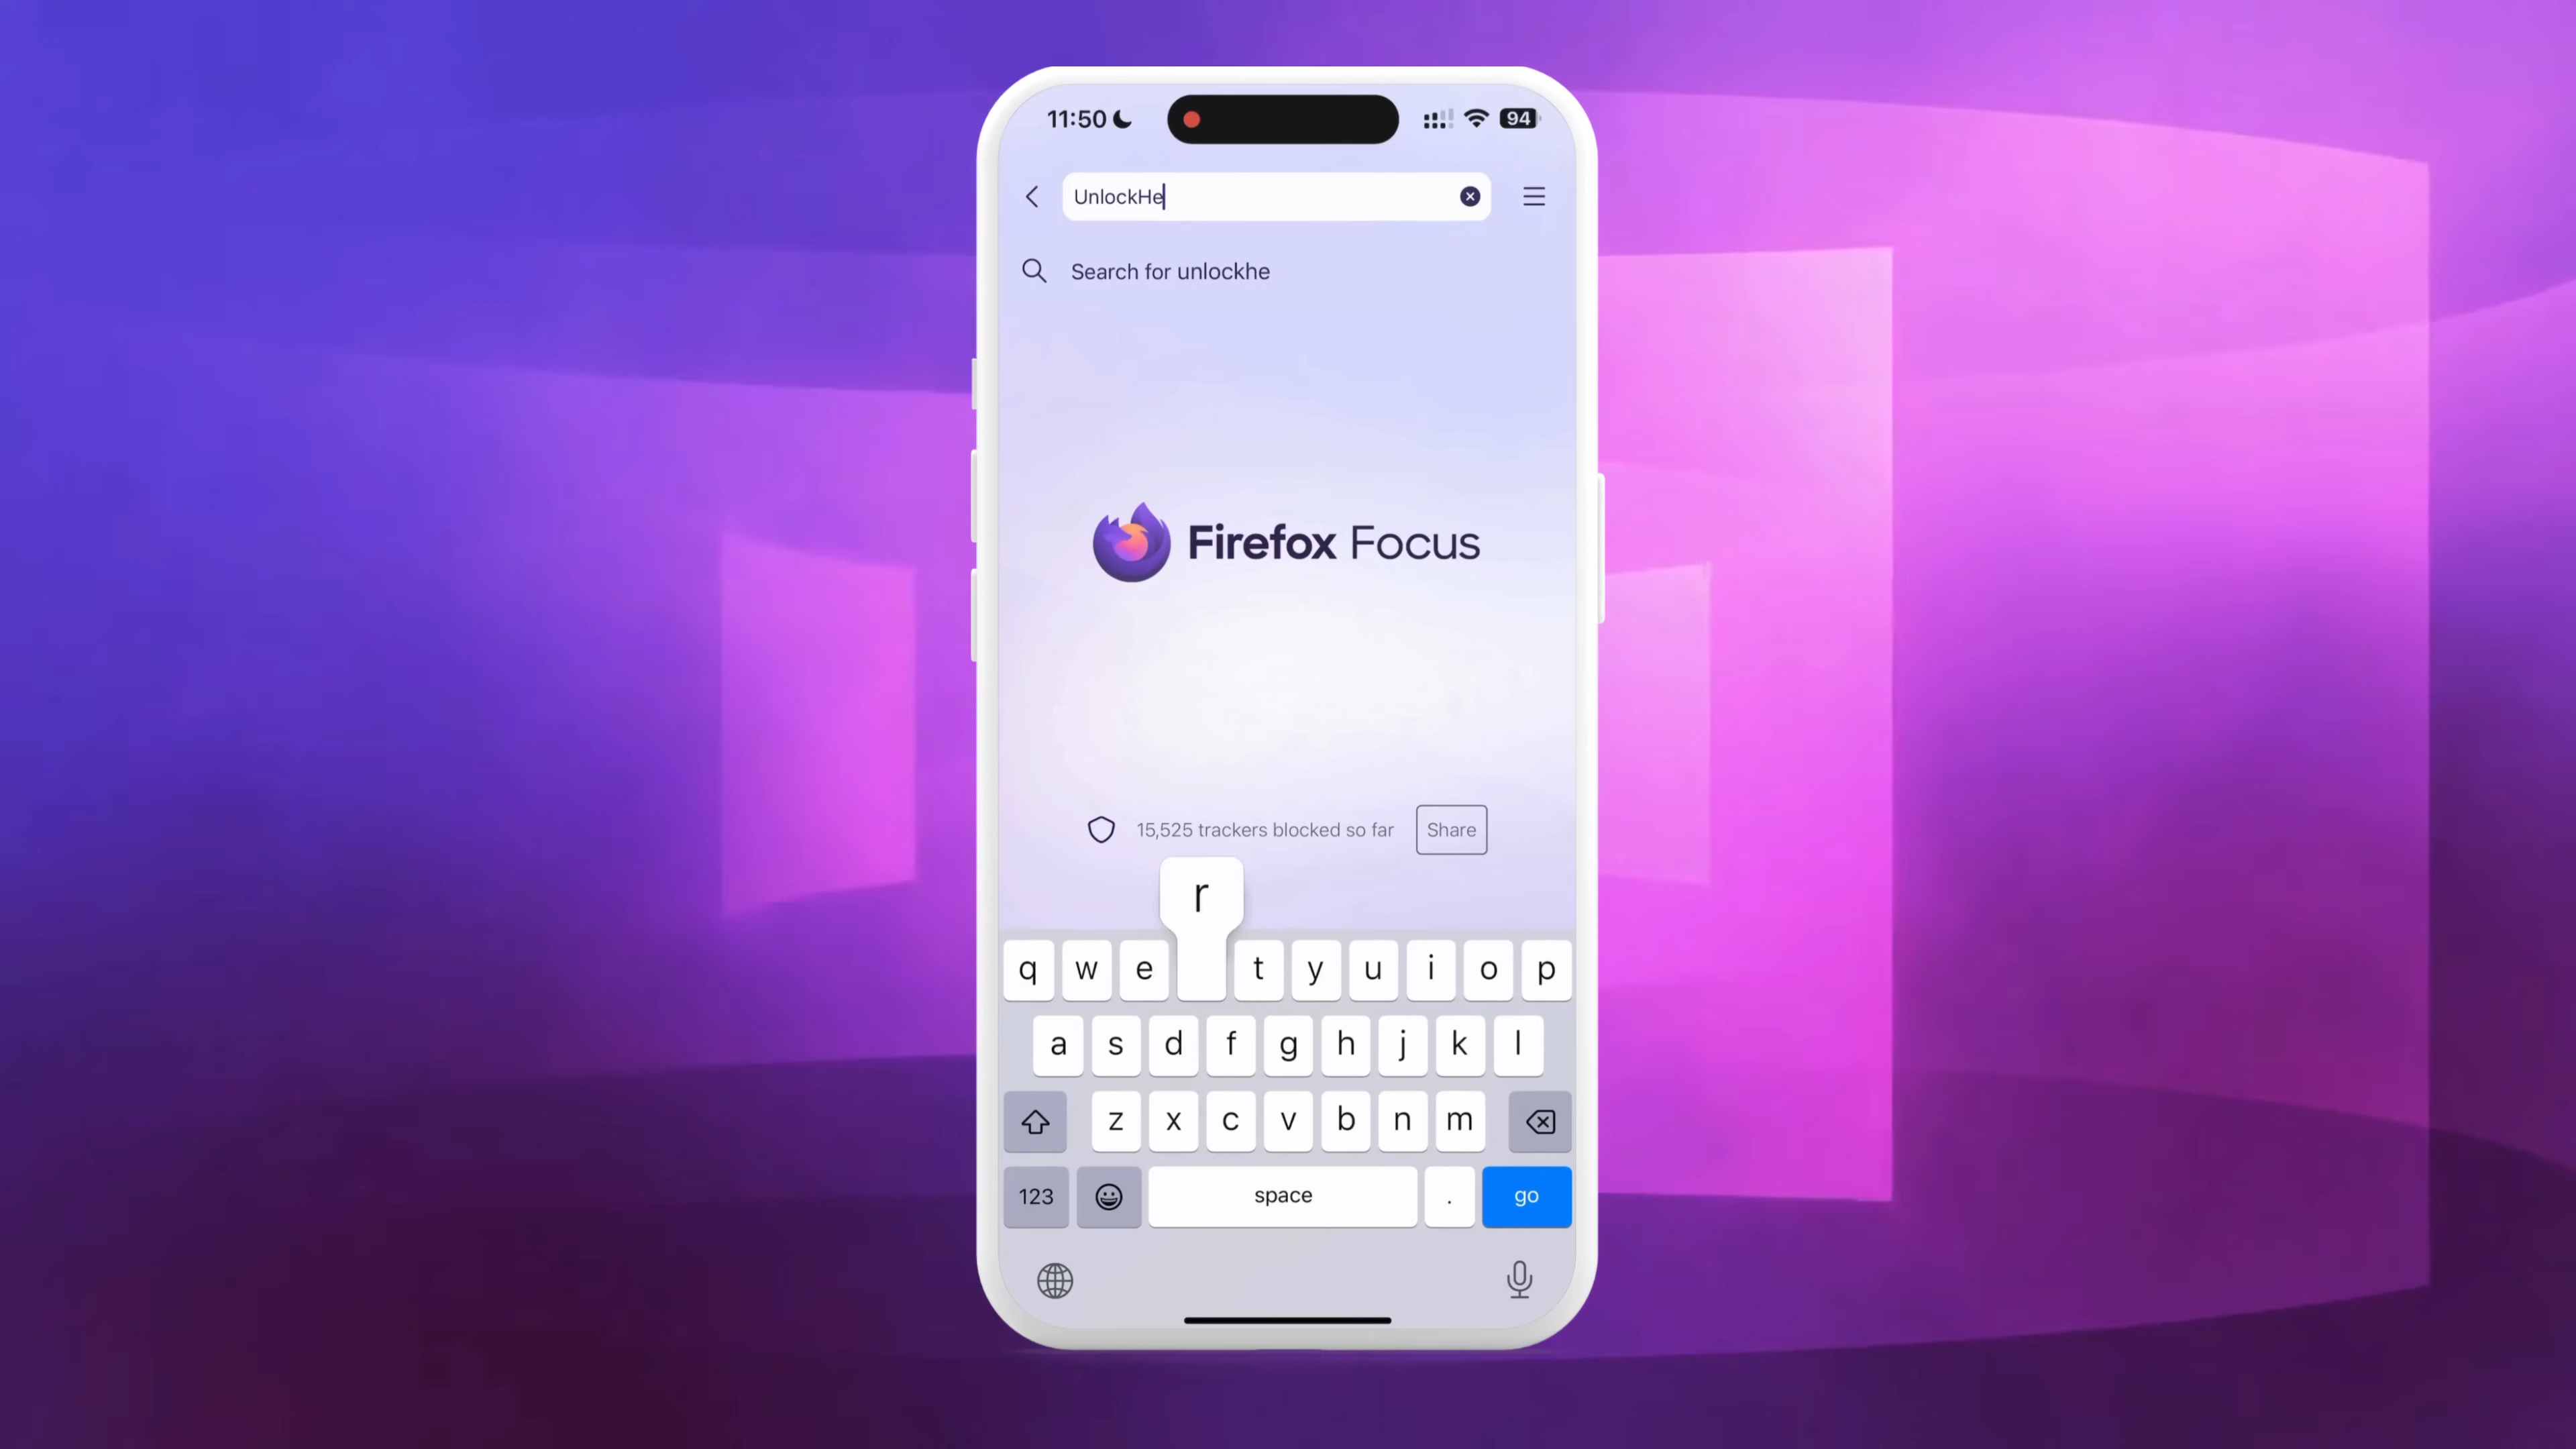 11:50
94
UnlockHe
Search for unlockhe
Firefox Focus
15,525 trackers blocked so far
Share
r
q w e t y u i o p
a s d f g h j k l
z x c v b n m
123 space . go